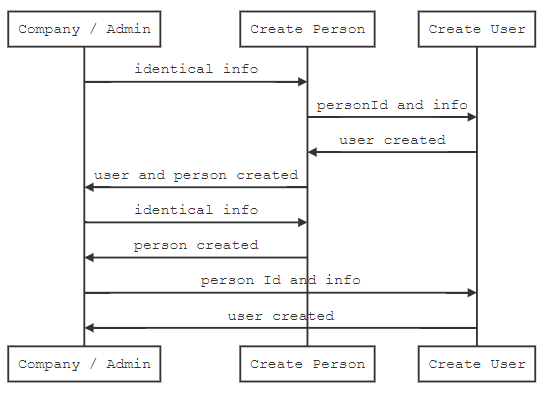 Company / Admin
Create Person
Create User
identical info
personId and info
user created
user and person created
identical info
person created
person Id and info
user created
Company / Admin
Create Person
Create User